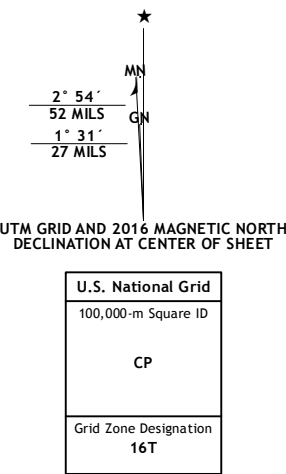 ★
MN
2° 54´
52 MILS
GN
1° 31´
27 MILS
UTM GRID AND 2016 MAGNETIC NORTH
DECLINATION AT CENTER OF SHEET
U.S. National Grid
100,000-m Square ID
CP
Grid Zone Designation
16T